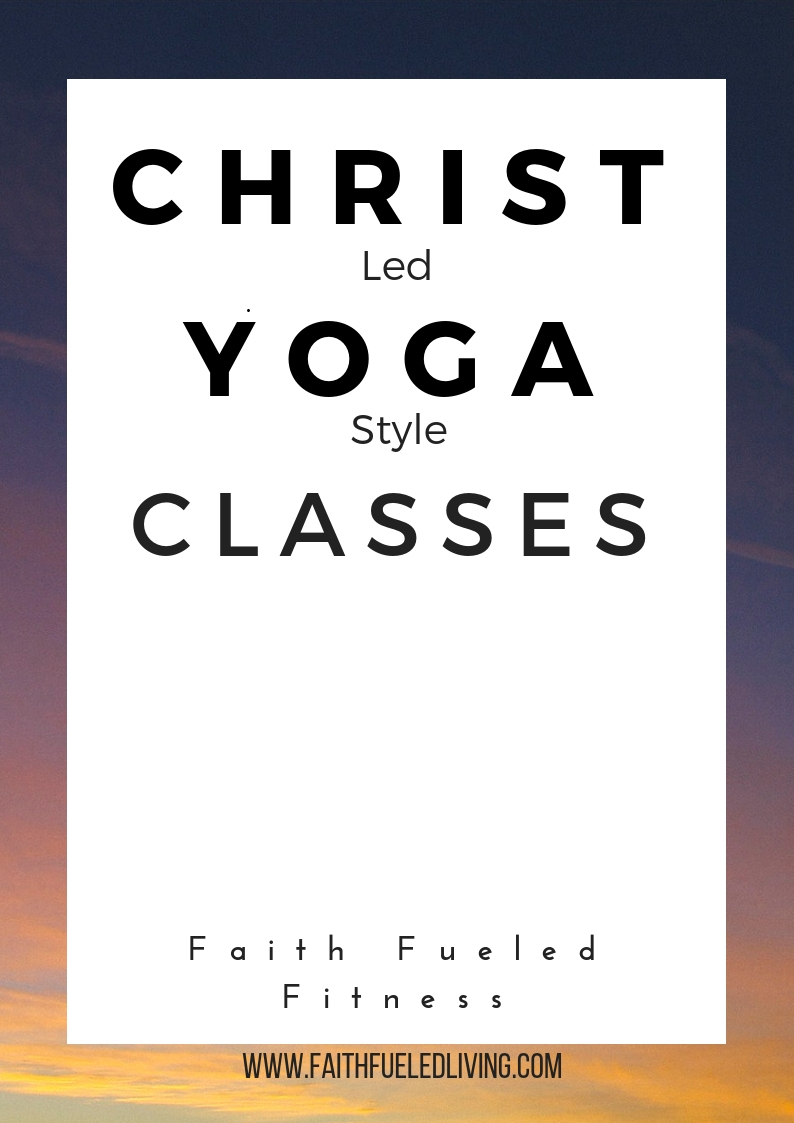 CHRIST
Led
YOGA
Style
CLASSES
Faith Fueled
Fitness
WWW.FAITHFUELEDLIVING.COM